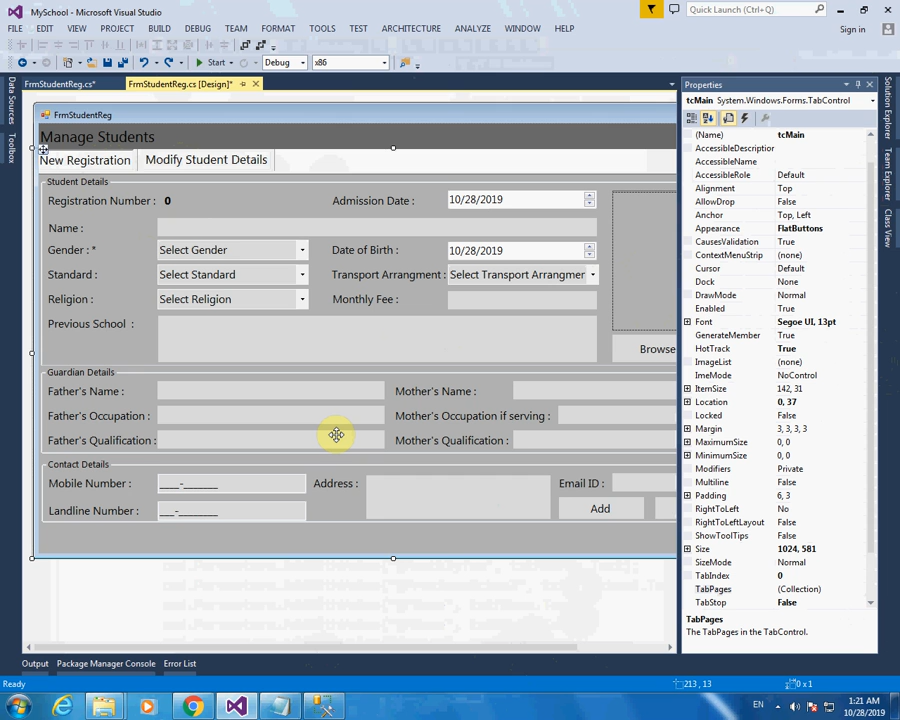 MySchool - Microsoft Visual Studio
Quick Launch (Ctrl+Q)
FILE EDIT VIEW PROJECT BUILD DEBUG TEAM FORMAT TOOLS TEST ARCHITECTURE ANALYZE WINDOW HELP
Sign in
Start Debug x86
FrmStudentReg.cs* FrmStudentReg.cs [Design]*
Data Sources
Toolbox
FrmStudentReg
Manage Students
New Registration Modify Student Details
Student Details
Registration Number : 0 Admission Date : 10/28/2019
Name :
Gender : * Select Gender Date of Birth : 10/28/2019
Standard : Select Standard Transport Arrangment : Select Transport Arrangmer
Religion : Select Religion Monthly Fee :
Previous School :
Browse
Guardian Details
Father's Name : Mother's Name :
Father's Occupation : Mother's Occupation if serving :
Father's Qualification : Mother's Qualification :
Contact Details
Mobile Number : ____-_______ Address : Email ID :
Landline Number : ___-_______ Add
Properties
tcMain System.Windows.Forms.TabControl
(Name) tcMain
AccessibleDescription
AccessibleName
AccessibleRole Default
Alignment Top
AllowDrop False
Anchor Top, Left
Appearance FlatButtons
CausesValidation True
ContextMenuStrip (none)
Cursor Default
Dock None
DrawMode Normal
Enabled True
Font Segoe UI, 13pt
GenerateMember True
HotTrack True
ImageList (none)
ImeMode NoControl
ItemSize 142, 31
Location 0, 37
Locked False
Margin 3, 3, 3, 3
MaximumSize 0, 0
MinimumSize 0, 0
Modifiers Private
Multiline False
Padding 6, 3
RightToLeft No
RightToLeftLayout False
ShowToolTips False
Size 1024, 581
SizeMode Normal
TabIndex 0
TabPages (Collection)
TabStop False
TabPages
The TabPages in the TabControl.
Solution Explorer
Team Explorer
Class View
Output Package Manager Console Error List
Ready 213 , 13 0 x 1
EN 1:21 AM
10/28/2019